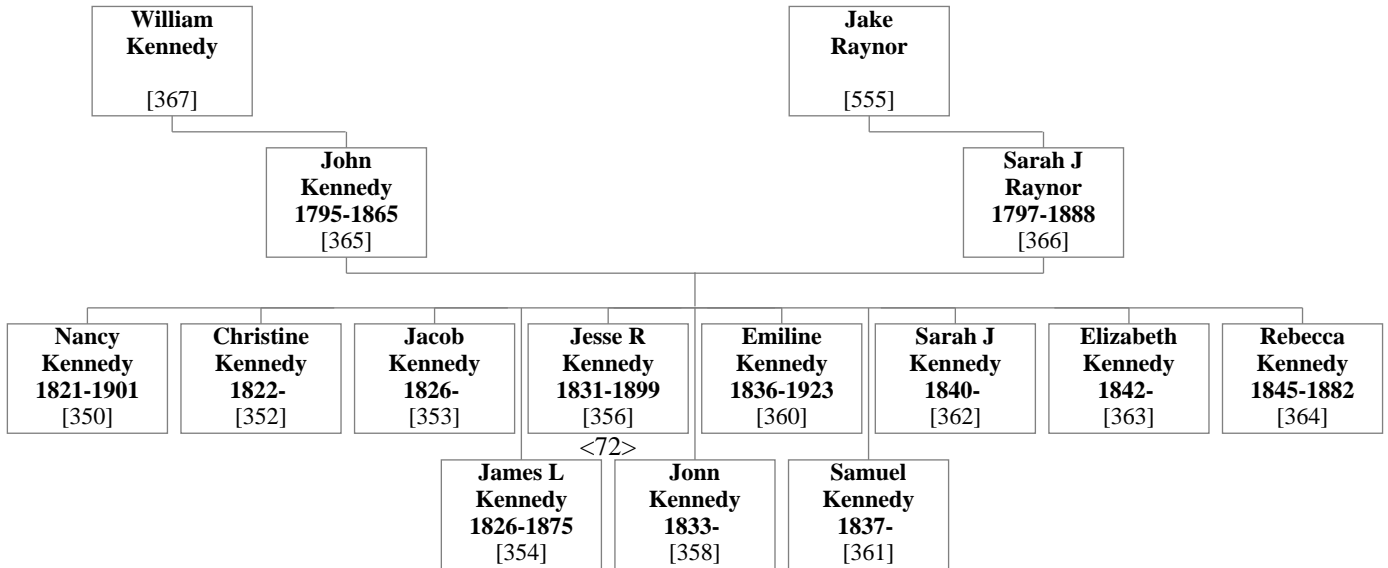 William
Kennedy
[367]
Jake
Raynor
[555]
John
Kennedy
1795-1865
[365]
Sarah J
Raynor
1797-1888
[366]
Nancy
Kennedy
1821-1901
[350]
Christine
Kennedy
1822-
[352]
Jacob
Kennedy
1826-
[353]
Jesse R
Kennedy
1831-1899
[356]
<72>
Emiline
Kennedy
1836-1923
[360]
Sarah J
Kennedy
1840-
[362]
Elizabeth
Kennedy
1842-
[363]
Rebecca
Kennedy
1845-1882
[364]
James L
Kennedy
1826-1875
[354]
Jonn
Kennedy
1833-
[358]
Samuel
Kennedy
1837-
[361]